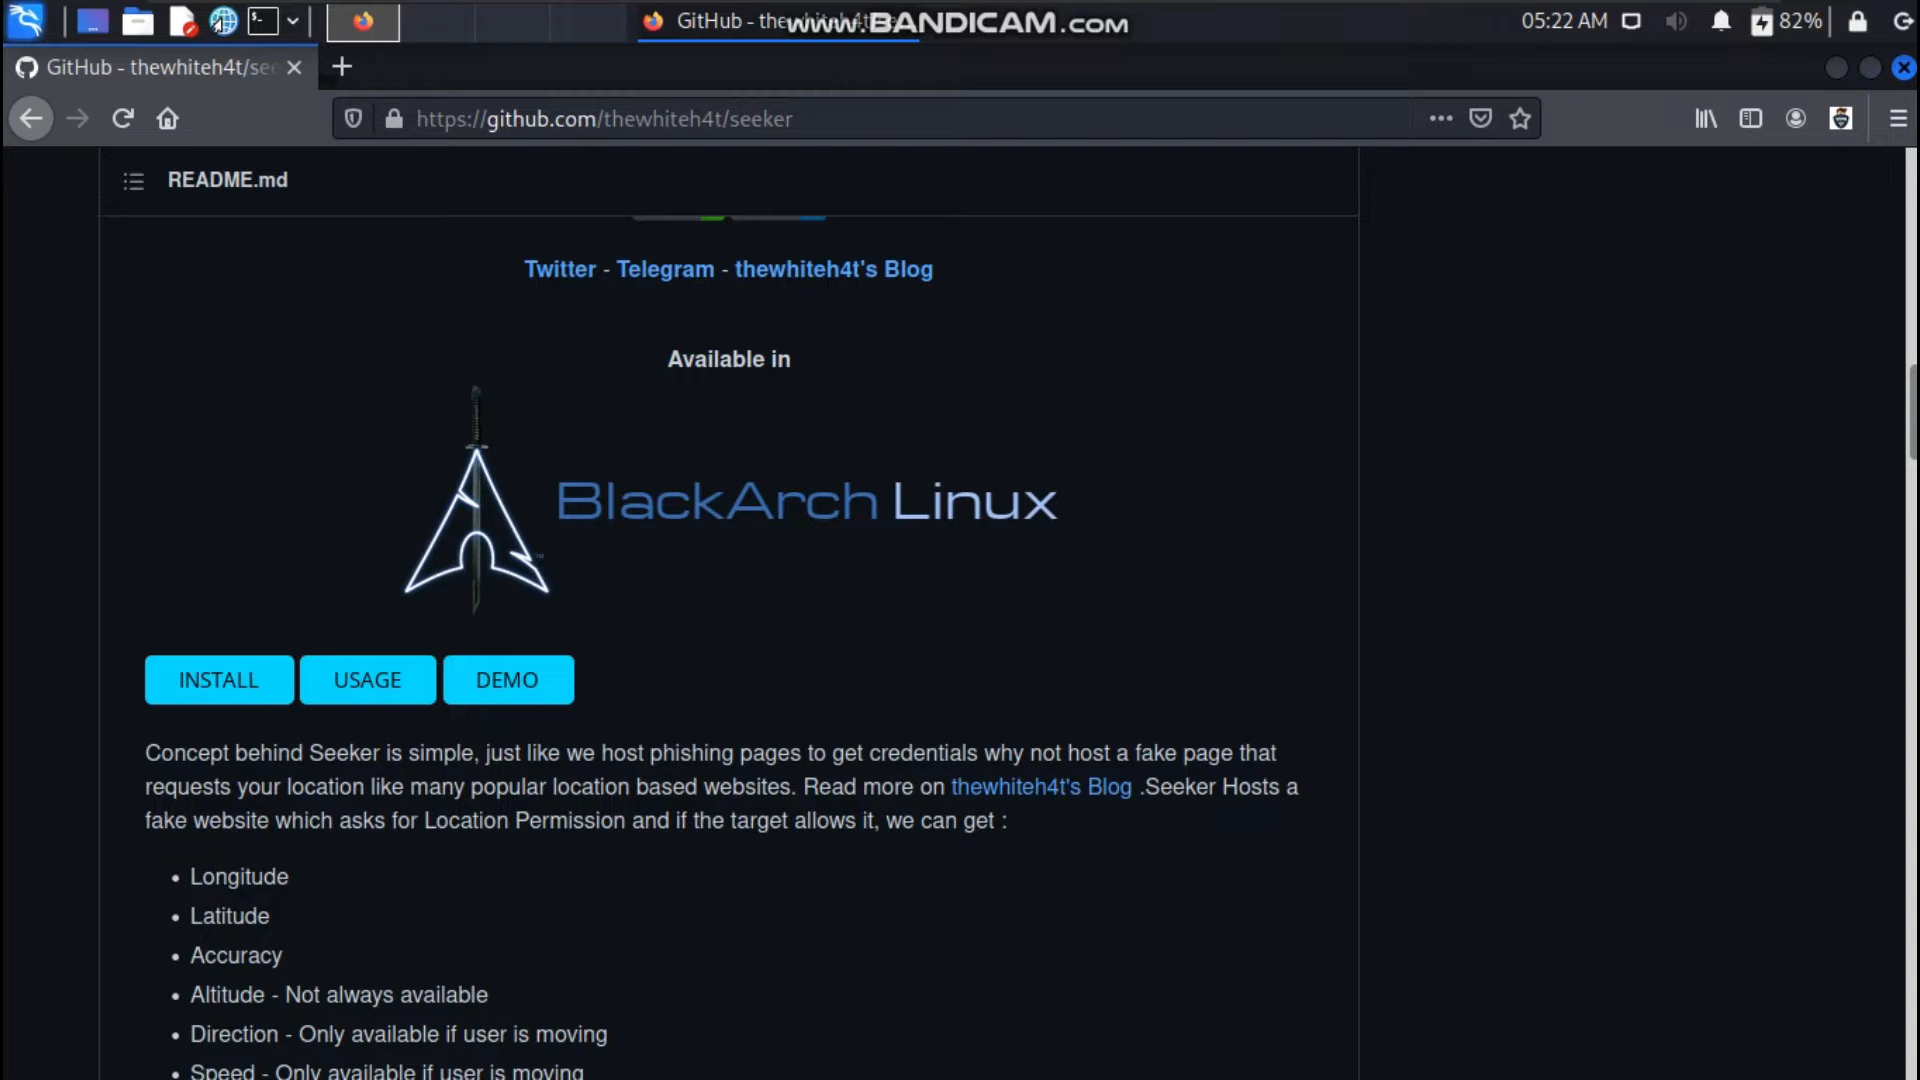 GitHub - the
www.BANDICAM.com
05:22 AM
82%
GitHub - thewhiteh4t/see
https://github.com/thewhiteh4t/seeker
README.md
Twitter - Telegram - thewhiteh4t's Blog
Available in
BlackArch Linux
INSTALL USAGE DEMO
Concept behind Seeker is simple, just like we host phishing pages to get credentials why not host a fake page that
requests your location like many popular location based websites. Read more on thewhiteh4t's Blog .Seeker Hosts a
fake website which asks for Location Permission and if the target allows it, we can get :
• Longitude
• Latitude
• Accuracy
• Altitude - Not always available
• Direction - Only available if user is moving
• Speed - Only available if user is moving